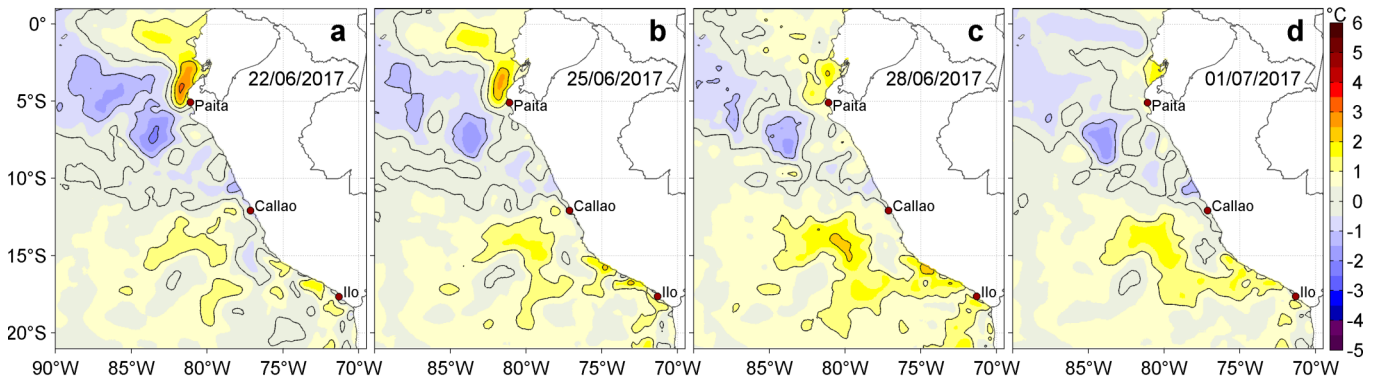 a
b
c
d
°C
22/06/2017
25/06/2017
28/06/2017
01/07/2017
0°
5°S
10°S
15°S
20°S
Paita
Callao
Ilo
Paita
Callao
Ilo
Paita
Callao
Ilo
Paita
Callao
Ilo
6
5
4
3
2
1
0
-1
-2
-3
-4
-5
90°W 85°W 80°W 75°W 70°W
85°W 80°W 75°W 70°W
85°W 80°W 75°W 70°W
85°W 80°W 75°W 70°W